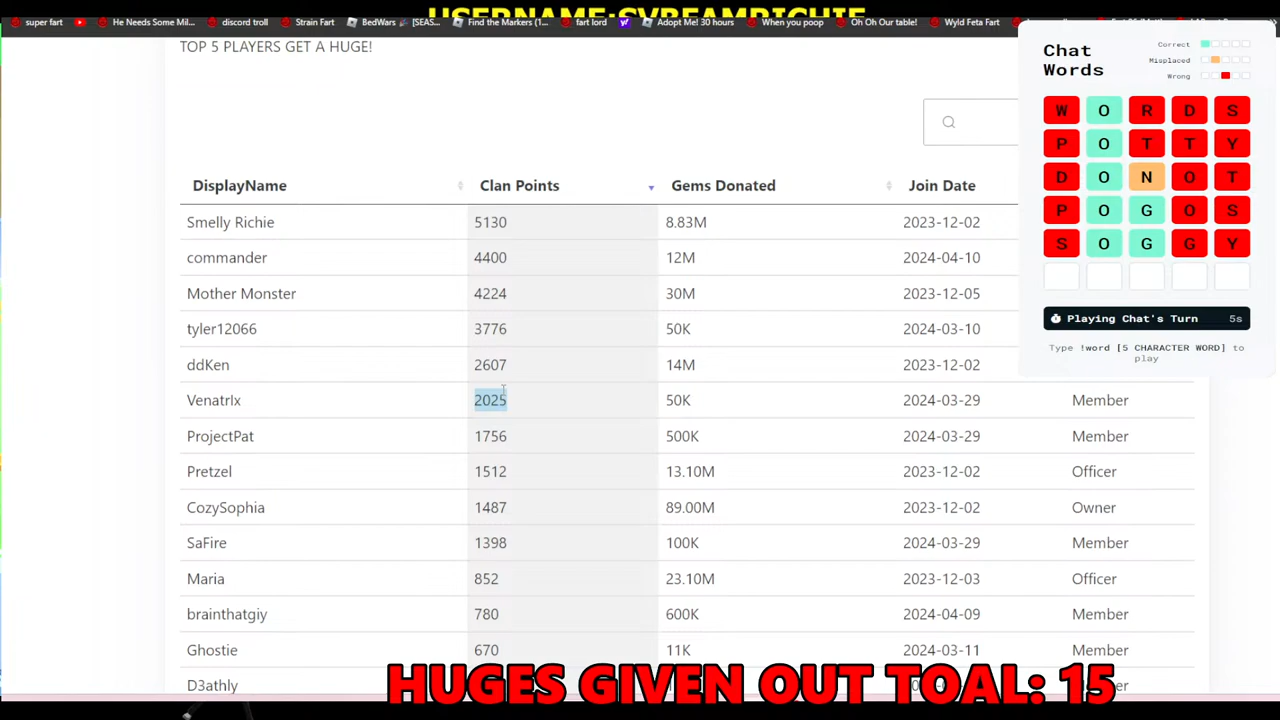 USERNAME:SVREAMRICHIE
super fart
He Needs Some Mil...
discord troll
Strain Fart
BedWars [SEAS...
Find the Markers (1...
fart lord
Adopt Me! 30 hours
When you poop
Oh Oh Our table!
Wyld Feta Fart
TOP 5 PLAYERS GET A HUGE!
DisplayName Clan Points Gems Donated Join Date
Smelly Richie 5130 8.83M 2023-12-02
commander 4400 12M 2024-04-10
Mother Monster 4224 30M 2023-12-05
tyler12066 3776 50K 2024-03-10
ddKen 2607 14M 2023-12-02
VenatrIx 2025 50K 2024-03-29 Member
ProjectPat 1756 500K 2024-03-29 Member
Pretzel 1512 13.10M 2023-12-02 Officer
CozySophia 1487 89.00M 2023-12-02 Owner
SaFire 1398 100K 2024-03-29 Member
Maria 852 23.10M 2023-12-03 Officer
brainthatgiy 780 600K 2024-04-09 Member
Ghostie 670 11K 2024-03-11 Member
D3athly
Chat
Words
Correct
Misplaced
Wrong
W O R D S
P O T T Y
D O N O T
P O G O S
S O G G Y
Playing Chat's Turn 5s
Type !word [5 CHARACTER WORD] to
play
HUGES GIVEN OUT TOAL: 15